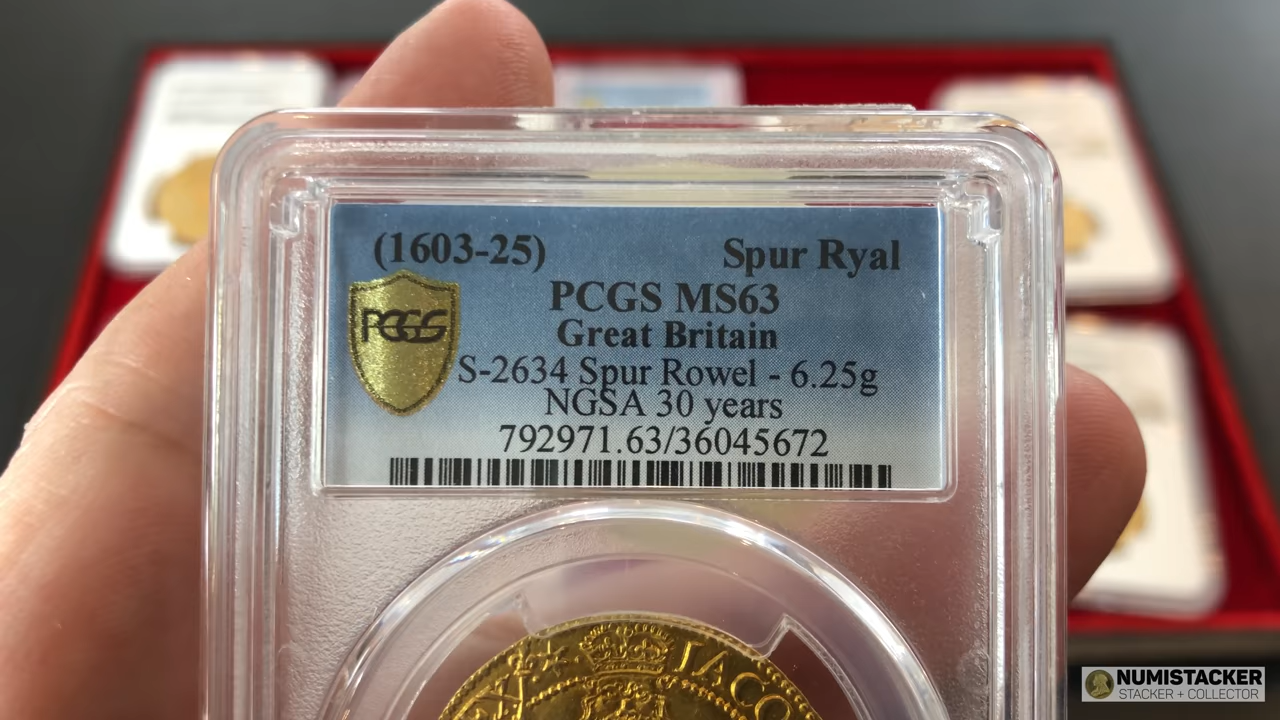 (1603-25) Spur Ryal
PCGS MS63
PCGS
Great Britain
S-2634 Spur Rowel - 6.25g
NGSA 30 years
792971.63/36045672
IACO
NUMISTACKER
STACKER + COLLECTOR